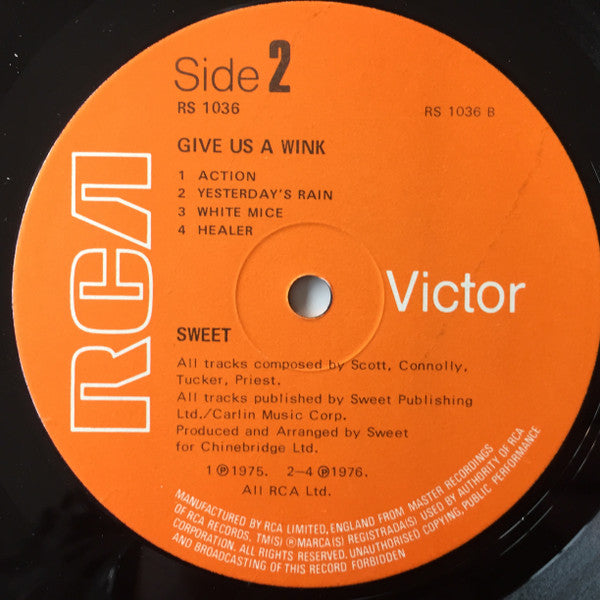 Side 2
RS 1036
RS 1036 B
GIVE US A WINK
1 ACTION
2 YESTERDAY'S RAIN
3 WHITE MICE
4 HEALER
RCA
Victor
SWEET
All tracks composed by Scott, Connolly,
Tucker, Priest.
All tracks published by Sweet Publishing
Ltd./Carlin Music Corp.
Produced and Arranged by Sweet
for Chinebridge Ltd.
1 ℗ 1975. 2–4 ℗ 1976.
All RCA Ltd.
MANUFACTURED BY RCA LIMITED, ENGLAND FROM MASTER RECORDINGS
OF RCA RECORDS. TM(S) ® MARCA(S) REGISTRADA(S) USED BY AUTHORITY OF RCA
CORPORATION. ALL RIGHTS RESERVED. UNAUTHORISED COPYING, PUBLIC PERFORMANCE
AND BROADCASTING OF THIS RECORD FORBIDDEN